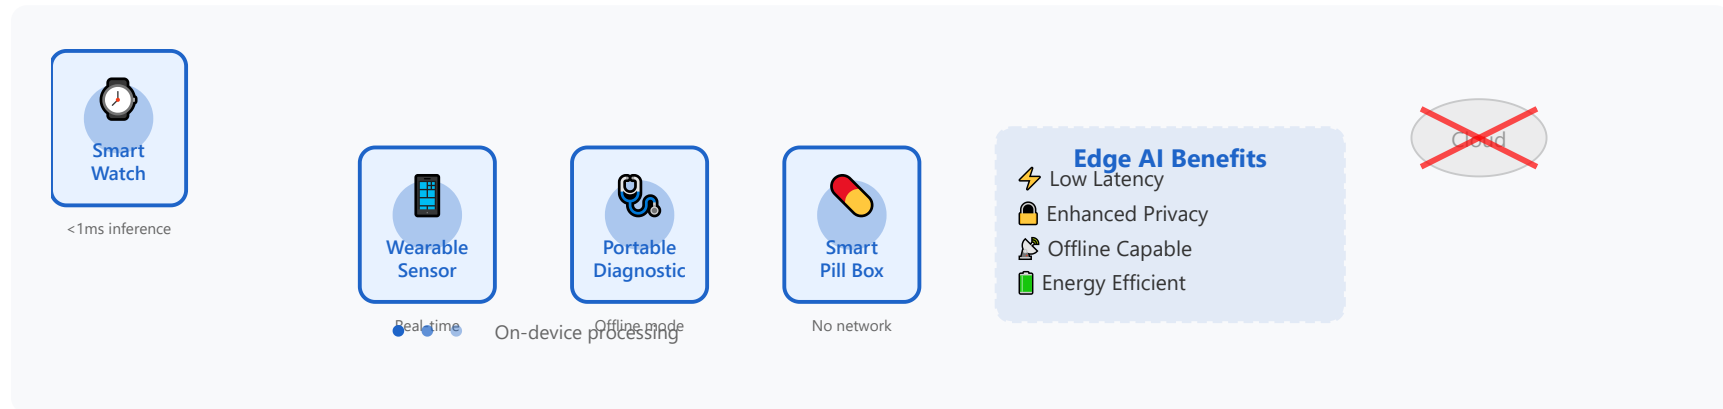 Smart
Watch
<1ms inference
Wearable
Sensor
Real-time
Portable
Diagnostic
Offline mode
Smart
Pill Box
No network
On-device processing
Edge AI Benefits
Low Latency
Enhanced Privacy
Offline Capable
Energy Efficient
Cloud